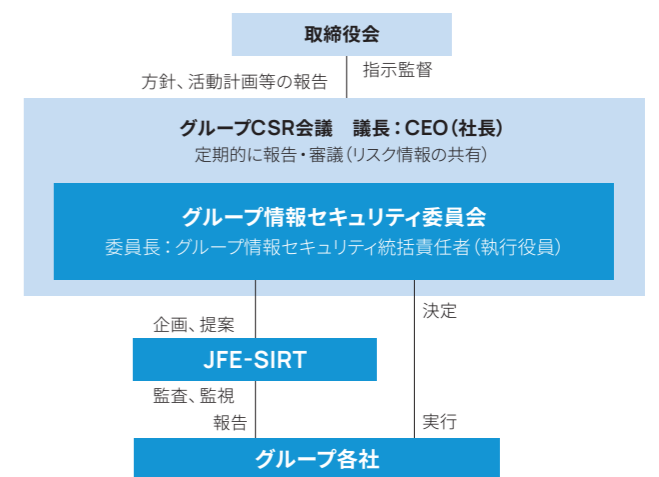 取締役会
方針、活動計画等の報告
指示監督
グループCSR会議　議長：CEO（社長）
定期的に報告・審議（リスク情報の共有）
グループ情報セキュリティ委員会
委員長：グループ情報セキュリティ統括責任者（執行役員）
企画、提案
決定
JFE-SIRT
監査、監視
報告
実行
グループ各社